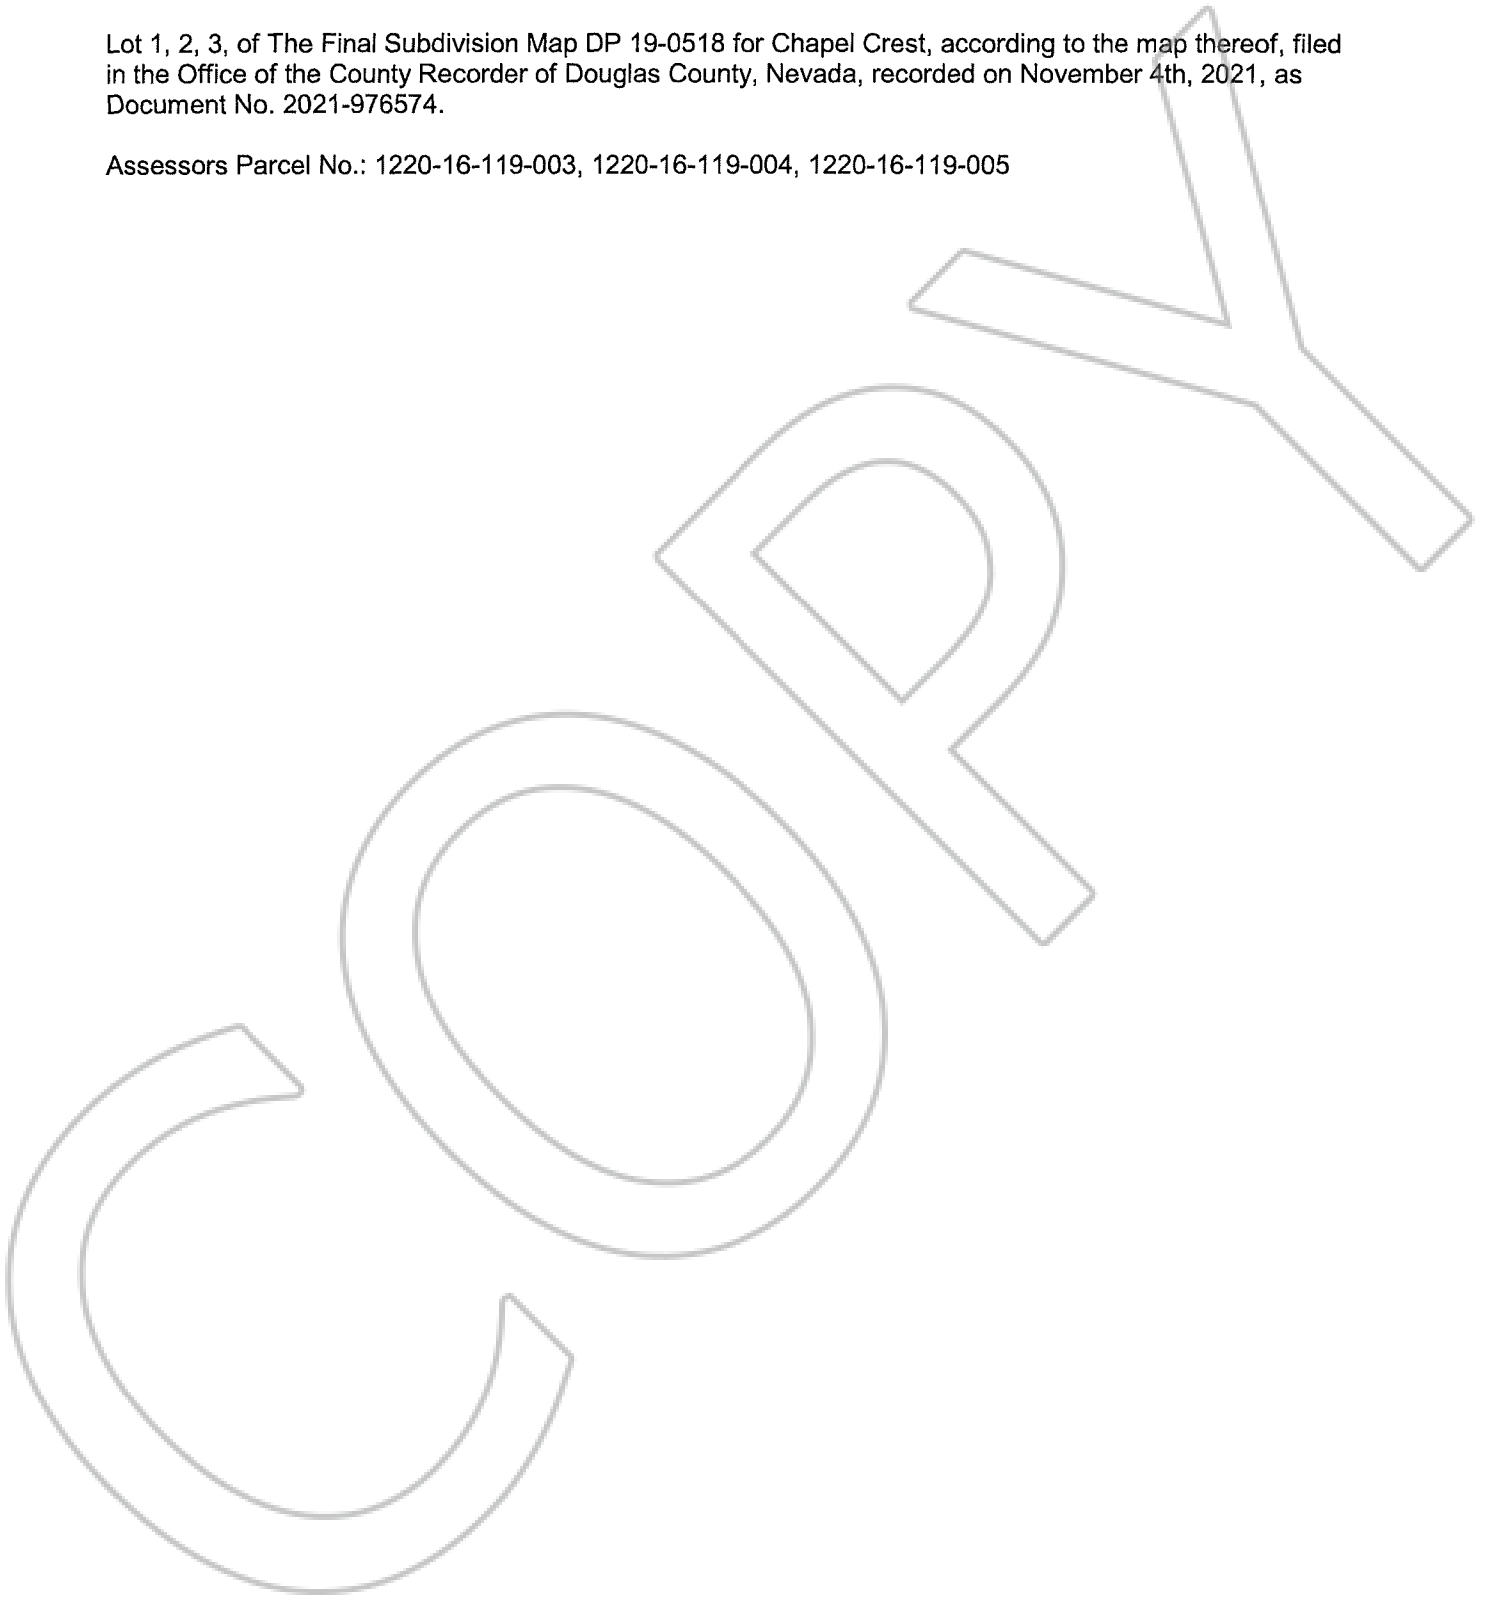 Lot 1, 2, 3, of The Final Subdivision Map DP 19-0518 for Chapel Crest, according to the map thereof, filed
in the Office of the County Recorder of Douglas County, Nevada, recorded on November 4th, 2021, as
Document No. 2021-976574.
Assessors Parcel No.: 1220-16-119-003, 1220-16-119-004, 1220-16-119-005
COPY